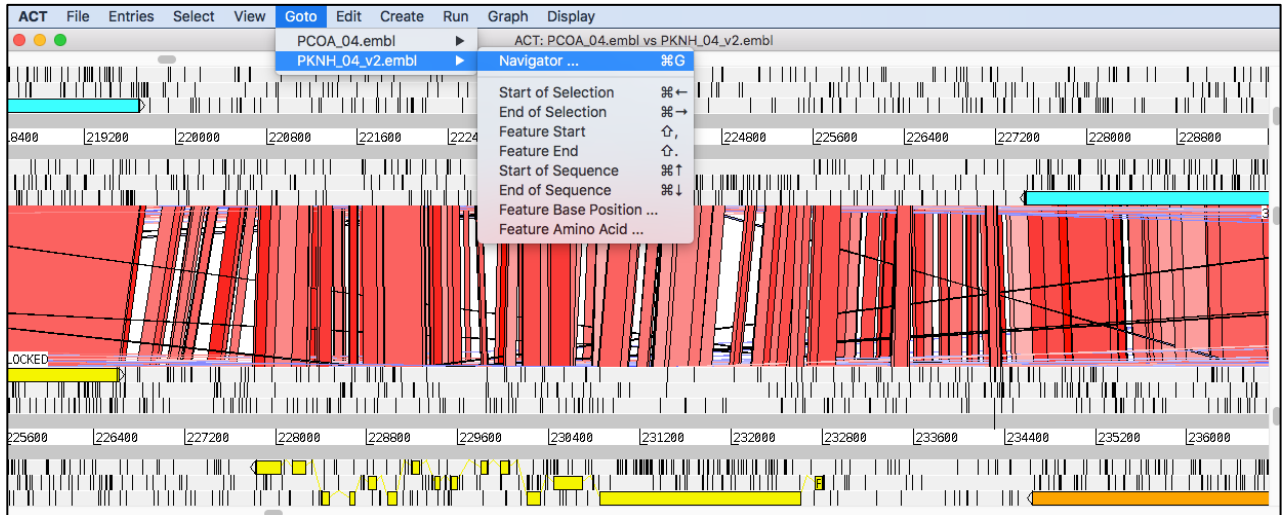 ACT File Entries Select View Goto Edit Create Run Graph Display
ACT: PCOA_04.embl vs PKNH_04_v2.embl
PCOA_04.embl ▶
PKNH_04_v2.embl ▶
Navigator ... ⌘G
Start of Selection ⌘←
End of Selection ⌘→
Feature Start ⇧,
Feature End ⇧.
Start of Sequence ⌘↑
End of Sequence ⌘↓
Feature Base Position ...
Feature Amino Acid ...
8400 219200 220000 220800 221600 2224 224800 225600 226400 227200 228000 228800
3
LOCKED
225600 226400 227200 228000 228800 229600 230400 231200 232000 232800 233600 234400 235200 236000
F